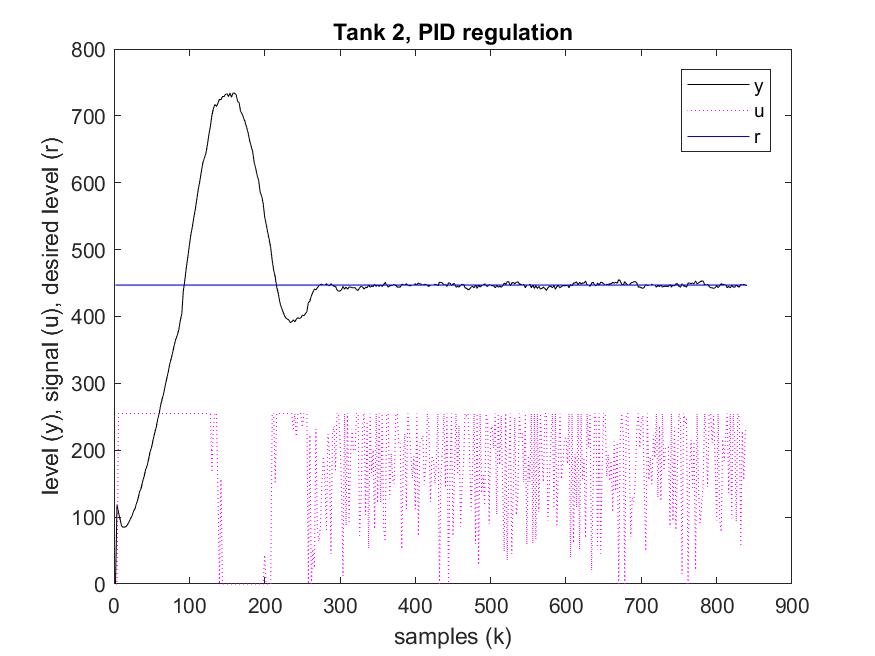 Tank 2, PID regulation
level (y), signal (u), desired level (r)
800
700
600
500
400
300
200
100
0
y
u
r
0 100 200 300 400 500 600 700 800 900
samples (k)